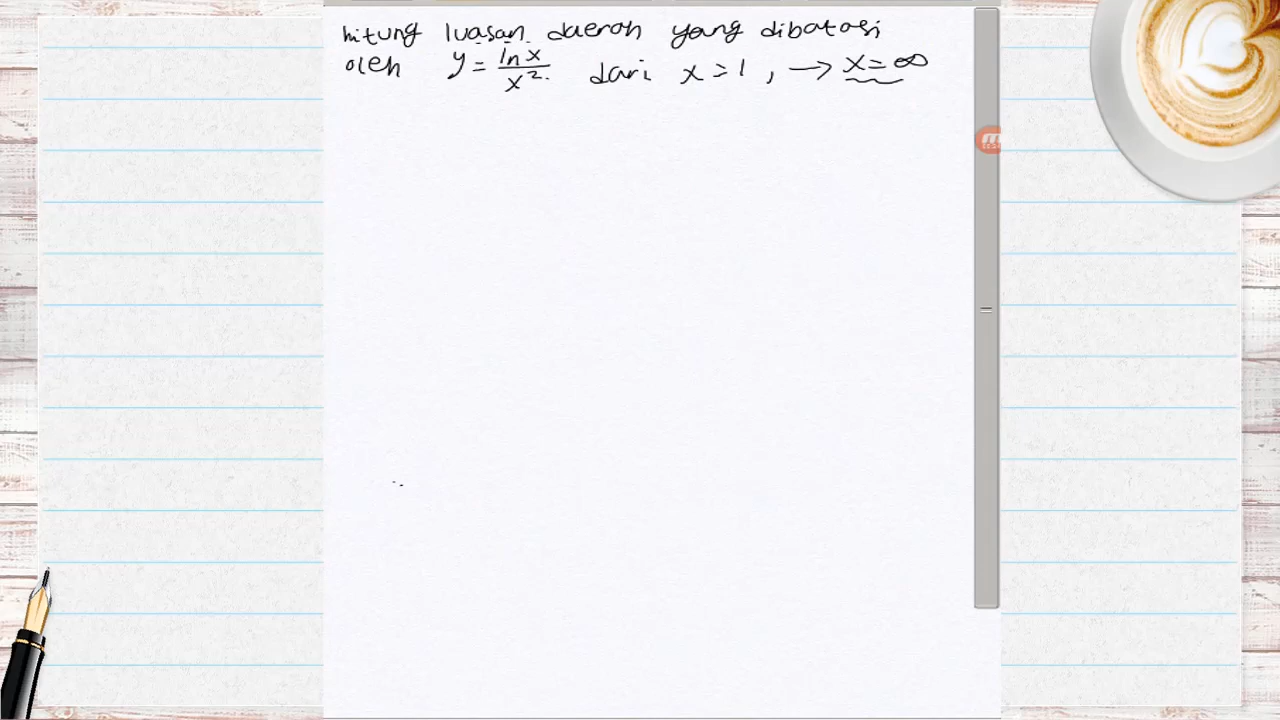 hitung luasan daerah yang dibatasi
oleh y = ln x / x² dari x = 1 , → x = ∞